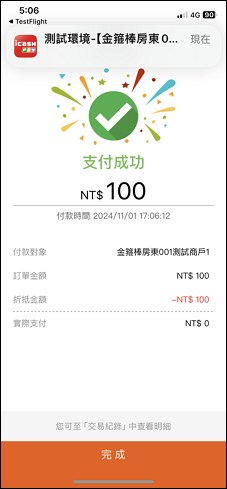 5:06
4G 90
◀ TestFlight
icash Pay
測試環境-【金箍棒房東0... 現在
支付成功
NT$ 100
付款時間 2024/11/01 17:06:12
付款對象 金箍棒房東001測試商戶1
訂單金額 NT$ 100
折抵金額 -NT$ 100
實際支付 NT$ 0
您可至「交易紀錄」中查看明細
完成